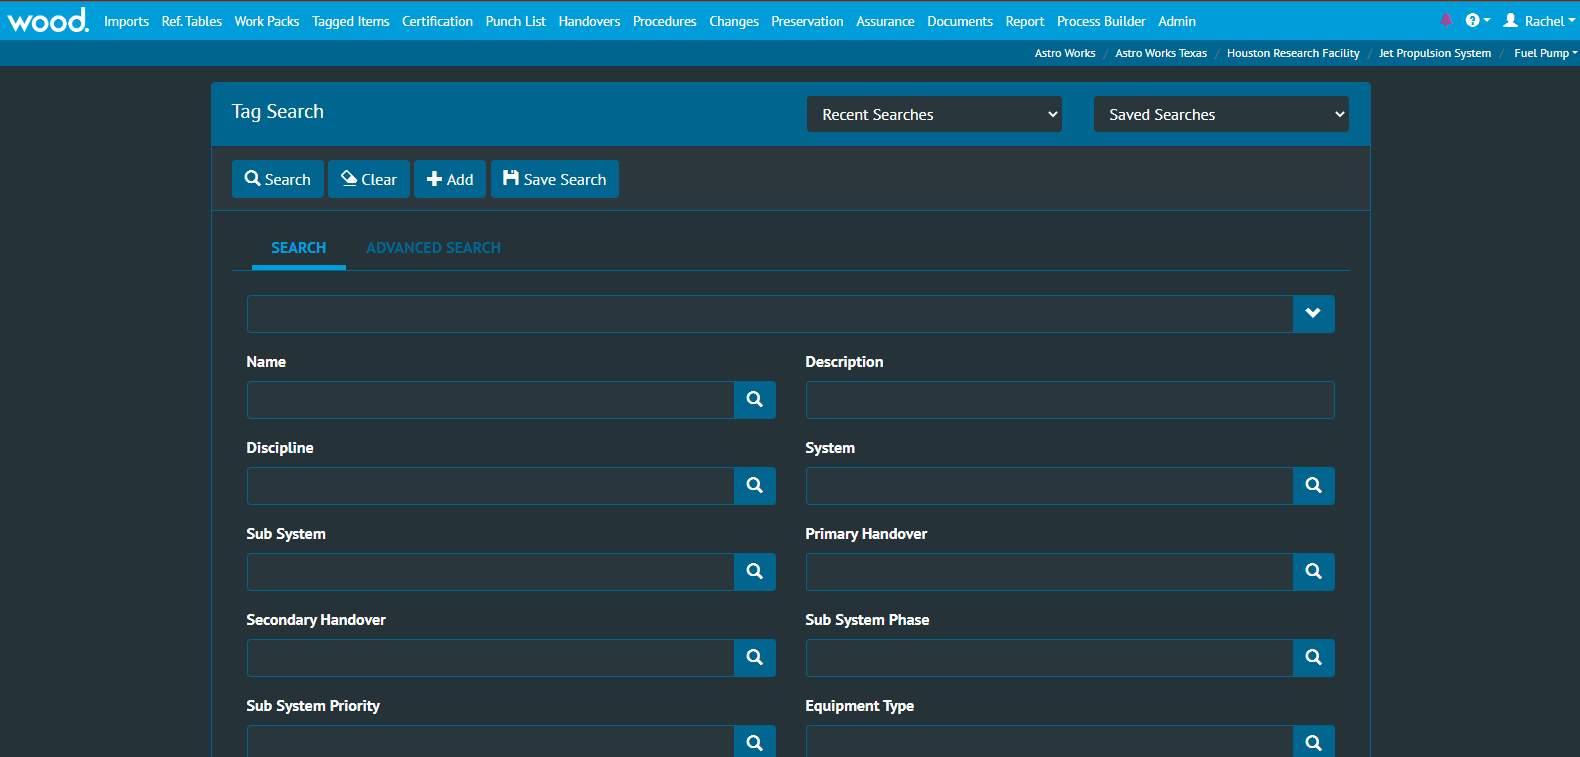 wood. Imports Ref. Tables Work Packs Tagged Items Certification Punch List Handovers Procedures Changes Preservation Assurance Documents Report Process Builder Admin Rachel
Astro Works / Astro Works Texas / Houston Research Facility / Jet Propulsion System / Fuel Pump
Tag Search Recent Searches Saved Searches
Search Clear Add Save Search
SEARCH ADVANCED SEARCH
Name Description
Discipline System
Sub System Primary Handover
Secondary Handover Sub System Phase
Sub System Priority Equipment Type